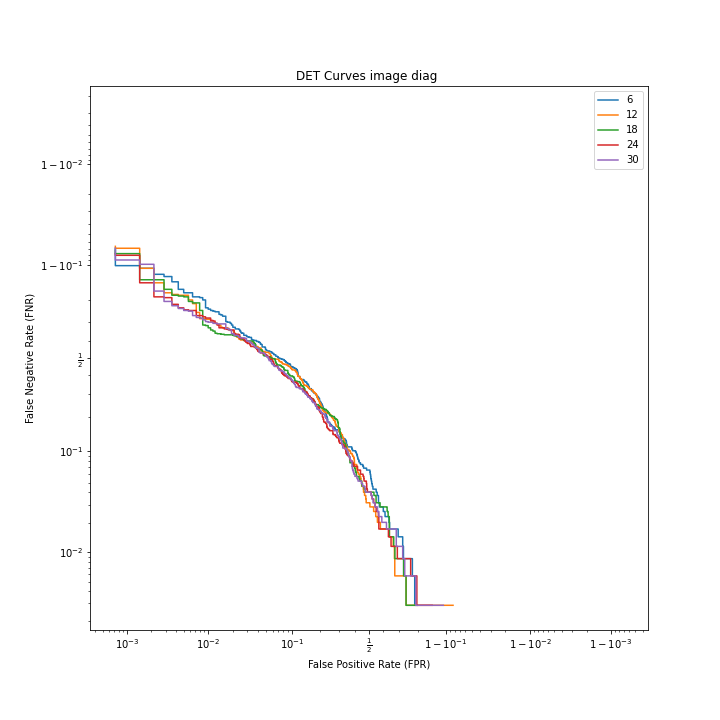 DET Curves image diag
6
12
18
24
30
1 − 10⁻²
1 − 10⁻¹
½
10⁻¹
10⁻²
False Negative Rate (FNR)
10⁻³
10⁻²
10⁻¹
½
1 − 10⁻¹
1 − 10⁻²
1 − 10⁻³
False Positive Rate (FPR)